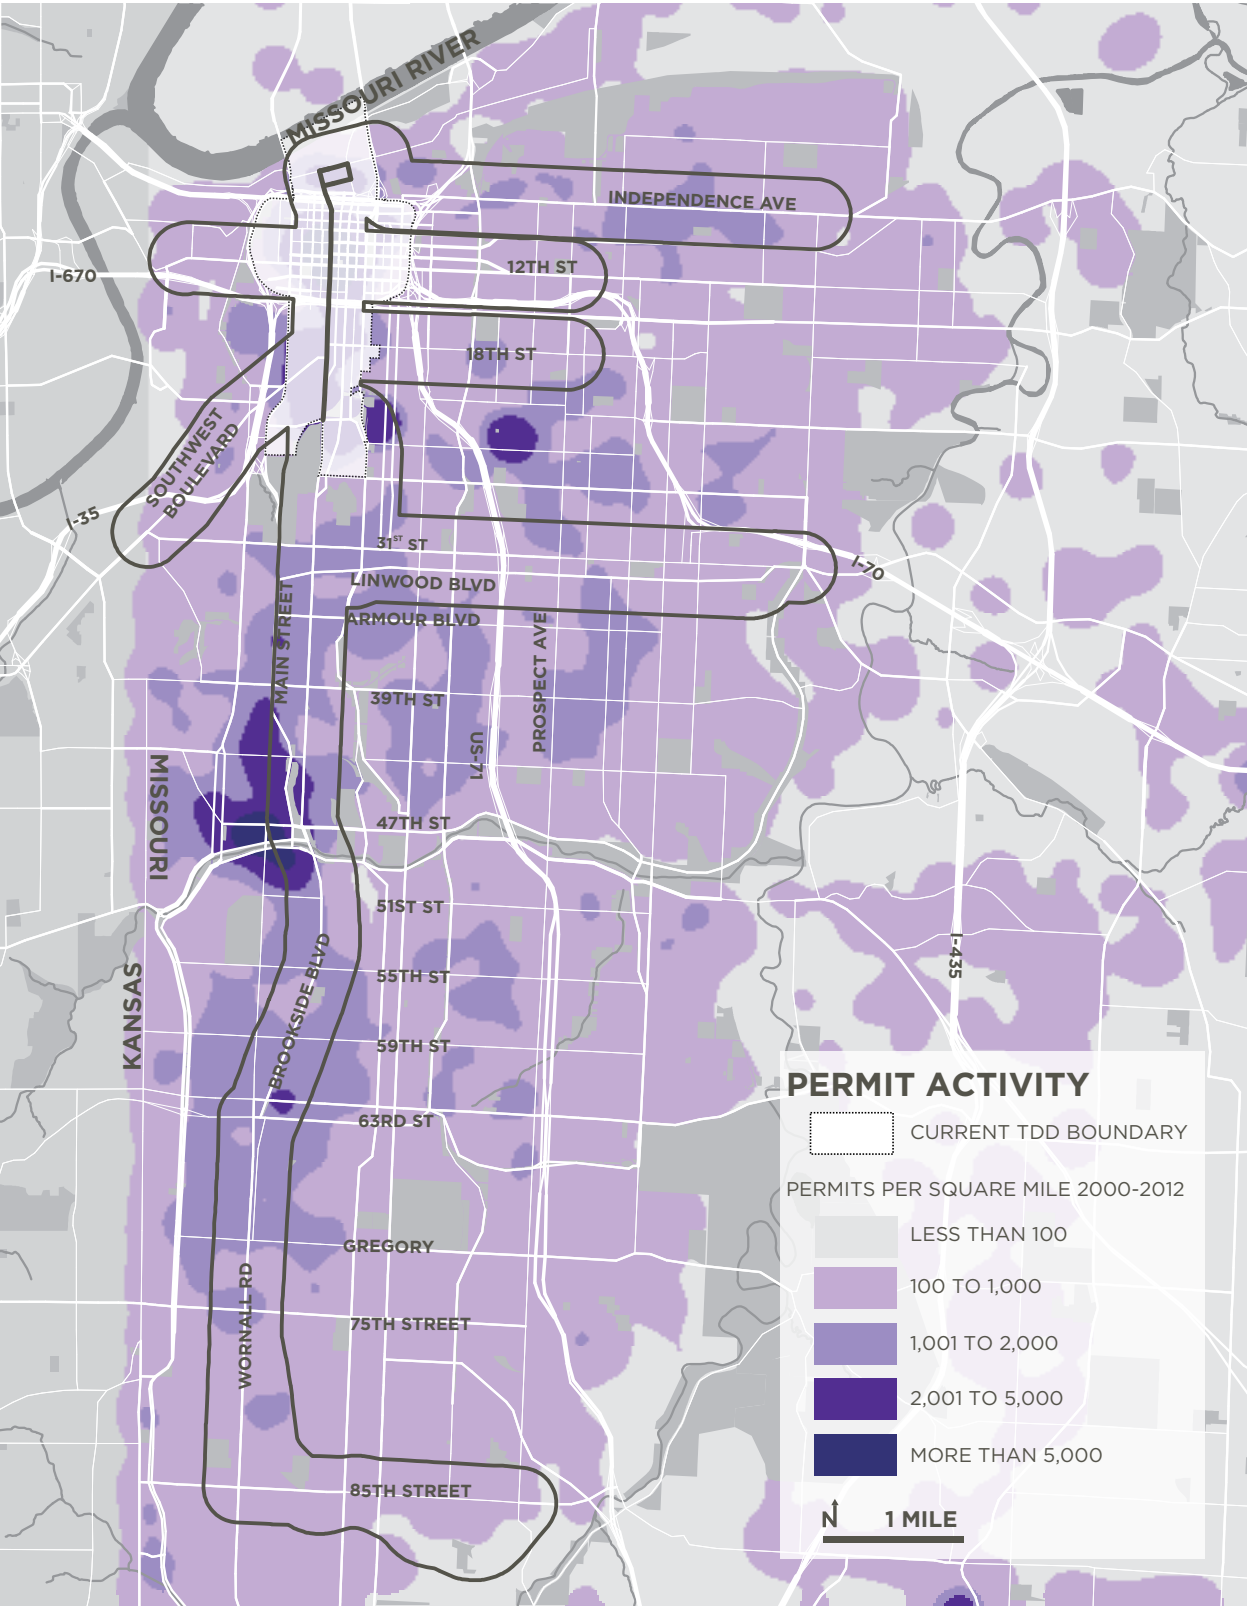 MISSOURI RIVER
INDEPENDENCE AVE
12TH ST
I-670
18TH ST
SOUTHWEST
BOULEVARD
I-35
31ST ST
I-70
LINWOOD BLVD
ARMOUR BLVD
MAIN STREET
PROSPECT AVE
39TH ST
US-71
MISSOURI
47TH ST
51ST ST
KANSAS
BROOKSIDE BLVD
55TH ST
I-435
59TH ST
63RD ST
GREGORY
WORNALL RD
75TH STREET
85TH STREET
PERMIT ACTIVITY
CURRENT TDD BOUNDARY
PERMITS PER SQUARE MILE 2000-2012
LESS THAN 100
100 TO 1,000
1,001 TO 2,000
2,001 TO 5,000
MORE THAN 5,000
N 1 MILE